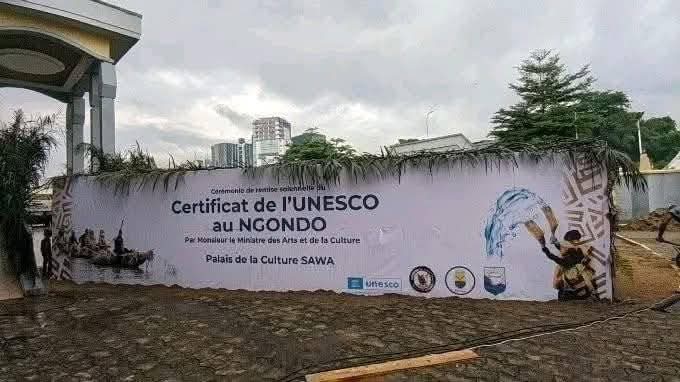 Cérémonie de remise solennelle du
Certificat de l'UNESCO
au NGONDO
Par Monsieur le Ministre des Arts et de la Culture
Palais de la Culture SAWA
unesco